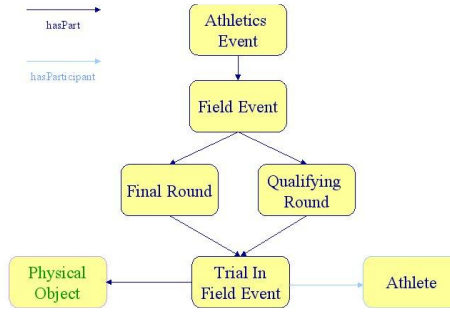 hasPart
hasParticipant
Athletics
Event
Field Event
Final Round
Qualifying
Round
Physical
Object
Trial In
Field Event
Athlete